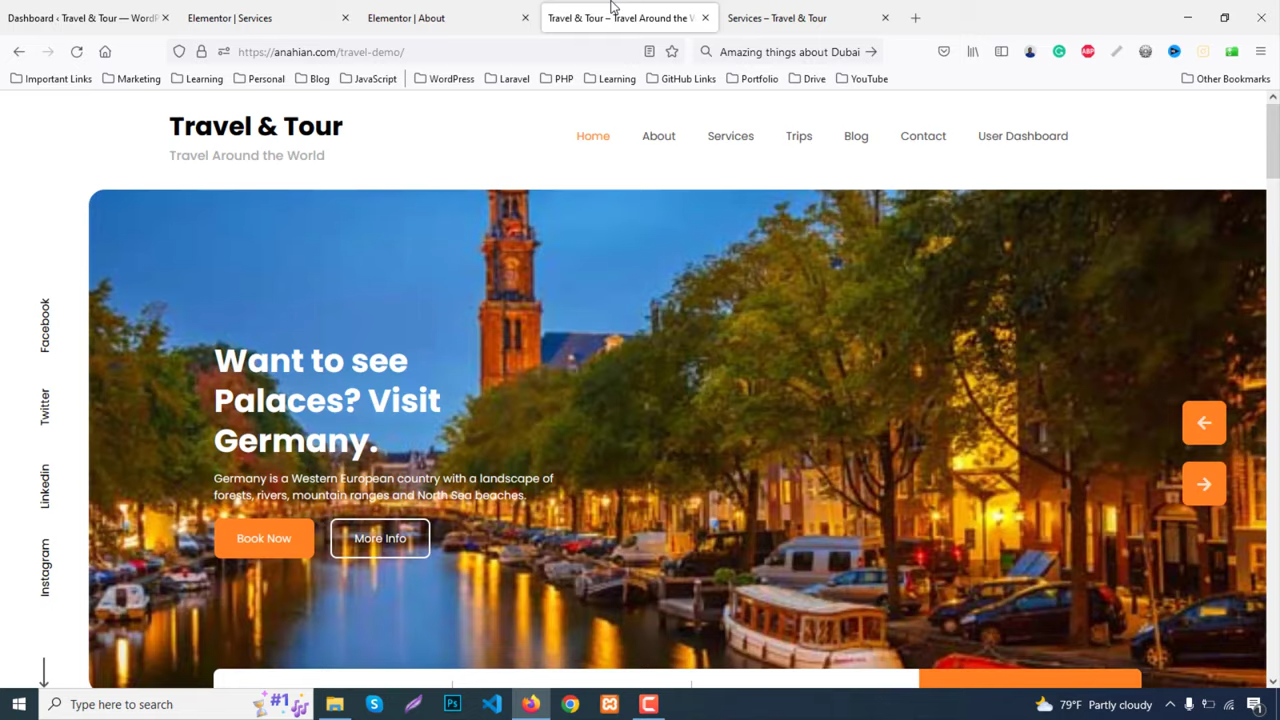 Dashboard ‹ Travel & Tour — WordP
Elementor | Services
Elementor | About
Travel & Tour – Travel Around the W
Services – Travel & Tour
https://anahian.com/travel-demo/
Amazing things about Dubai
ABP
Important Links
Marketing
Learning
Personal
Blog
JavaScript
WordPress
Laravel
PHP
Learning
GitHub Links
Portfolio
Drive
YouTube
Other Bookmarks
Travel & Tour
Travel Around the World
Home
About
Services
Trips
Blog
Contact
User Dashboard
Facebook
Twitter
Linkedin
Instagram
Want to see
Palaces? Visit
Germany.
Germany is a Western European country with a landscape of
forests, rivers, mountain ranges and North Sea beaches.
Book Now
More Info
Type here to search
#1
Ps
79°F Partly cloudy
1